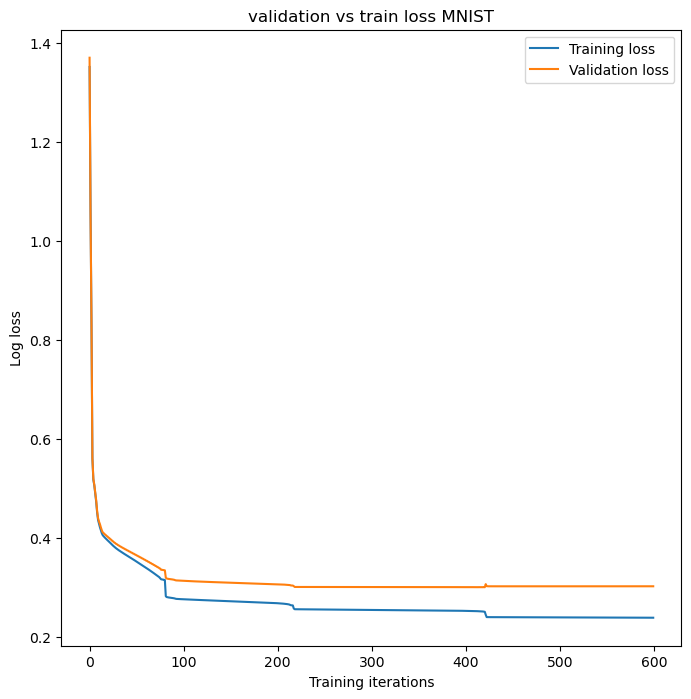 validation vs train loss MNIST
Training loss
Validation loss
Log loss
1.4
1.2
1.0
0.8
0.6
0.4
0.2
0 100 200 300 400 500 600
Training iterations